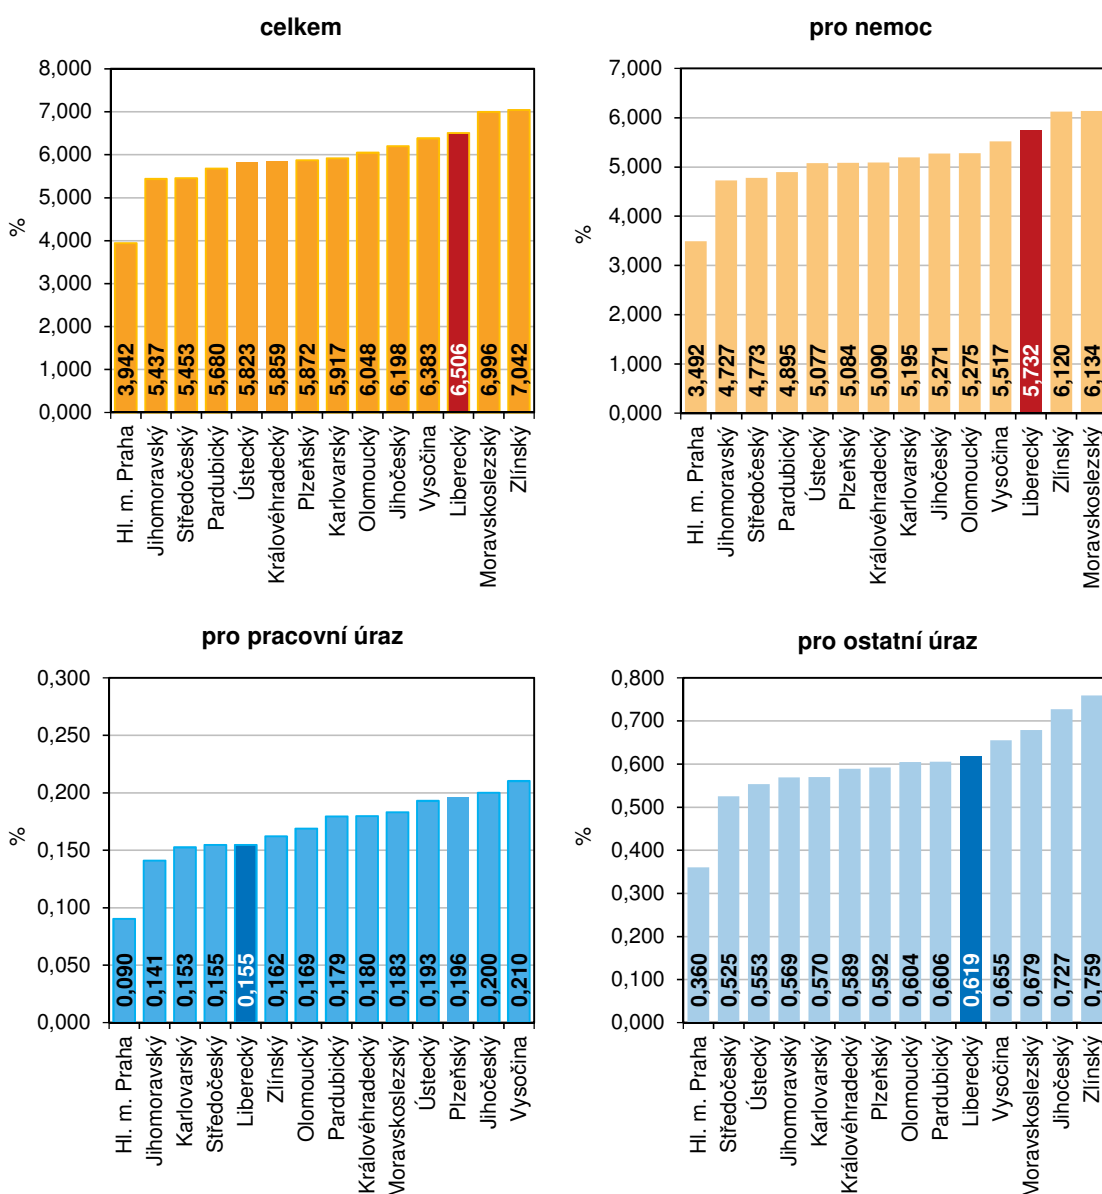 celkem
%
8,000
7,000
6,000
5,000
4,000
3,000
2,000
1,000
0,000
3,942
5,437
5,453
5,680
5,823
5,859
5,872
5,917
6,048
6,198
6,383
6,506
6,996
7,042
Hl. m. Praha
Jihomoravský
Středočeský
Pardubický
Ústecký
Královéhradecký
Plzeňský
Karlovarský
Olomoucký
Jihočeský
Vysočina
Liberecký
Moravskoslezský
Zlínský
pro nemoc
%
7,000
6,000
5,000
4,000
3,000
2,000
1,000
0,000
3,492
4,727
4,773
4,895
5,077
5,084
5,090
5,195
5,271
5,275
5,517
5,732
6,120
6,134
Hl. m. Praha
Jihomoravský
Středočeský
Pardubický
Ústecký
Plzeňský
Královéhradecký
Karlovarský
Jihočeský
Olomoucký
Vysočina
Liberecký
Zlínský
Moravskoslezský
pro pracovní úraz
%
0,300
0,250
0,200
0,150
0,100
0,050
0,000
0,090
0,141
0,153
0,155
0,155
0,162
0,169
0,179
0,180
0,183
0,193
0,196
0,200
0,210
Hl. m. Praha
Jihomoravský
Karlovarský
Středočeský
Liberecký
Zlínský
Olomoucký
Pardubický
Královéhradecký
Moravskoslezský
Ústecký
Plzeňský
Jihočeský
Vysočina
pro ostatní úraz
%
0,800
0,700
0,600
0,500
0,400
0,300
0,200
0,100
0,000
0,360
0,525
0,553
0,569
0,570
0,589
0,592
0,604
0,606
0,619
0,655
0,679
0,727
0,759
Hl. m. Praha
Středočeský
Ústecký
Jihomoravský
Karlovarský
Královéhradecký
Plzeňský
Olomoucký
Pardubický
Liberecký
Vysočina
Moravskoslezský
Jihočeský
Zlínský